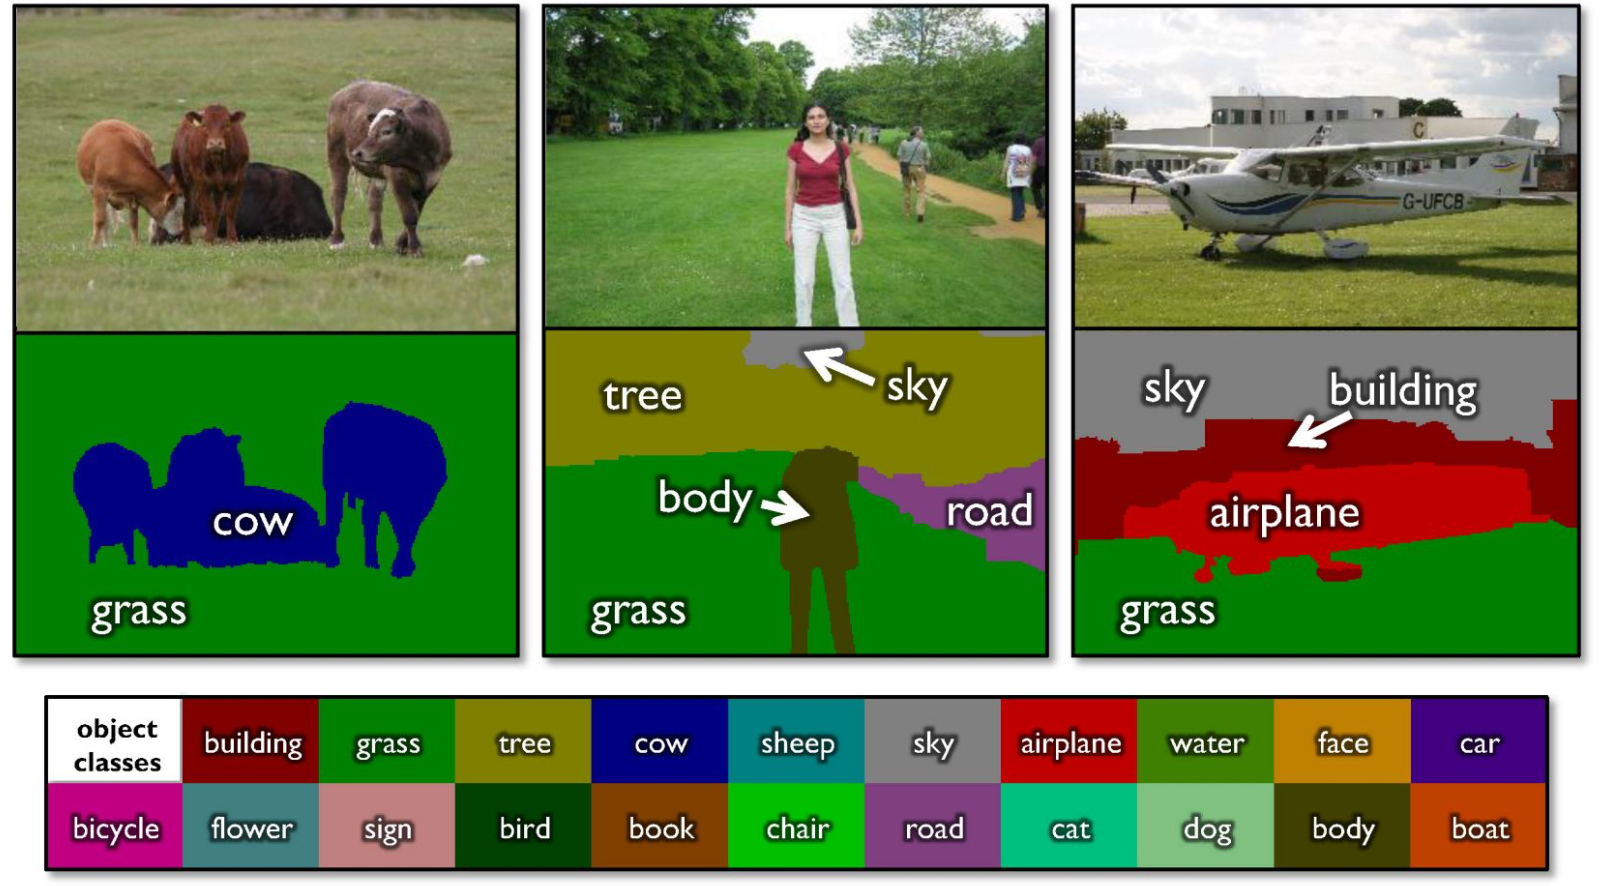 C
G-UFCB
cow
grass
tree
sky
body
road
grass
sky
building
airplane
grass
object classes
building
grass
tree
cow
sheep
sky
airplane
water
face
car
bicycle
flower
sign
bird
book
chair
road
cat
dog
body
boat